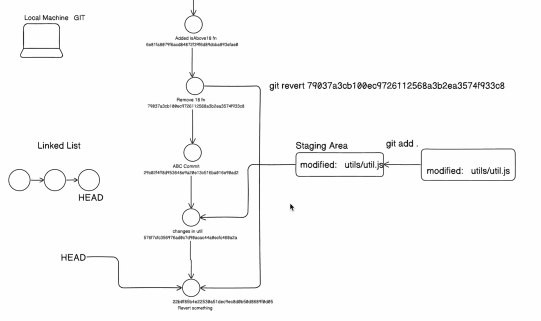 Local Machine GIT
Added isAbove18 fn
Remove 18 fn
79037a3cb100ec9726112568a3b2ea3574f933c8
git revert 79037a3cb100ec9726112568a3b2ea3574f933c8
Linked List
HEAD
ABC Commit
Staging Area
git add .
modified: utils/util.js
modified: utils/util.js
changes in util
HEAD
Revert something